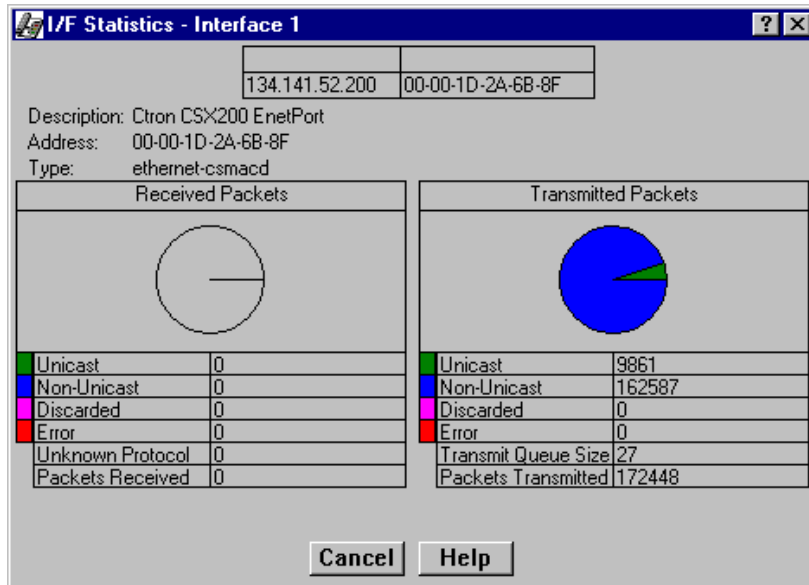 I/F Statistics - Interface 1
? X
134.141.52.200 00-00-1D-2A-6B-8F
Description: Ctron CSX200 EnetPort
Address: 00-00-1D-2A-6B-8F
Type: ethernet-csmacd
Received Packets
Unicast 0
Non-Unicast 0
Discarded 0
Error 0
Unknown Protocol 0
Packets Received 0
Transmitted Packets
Unicast 9861
Non-Unicast 162587
Discarded 0
Error 0
Transmit Queue Size 27
Packets Transmitted 172448
Cancel Help